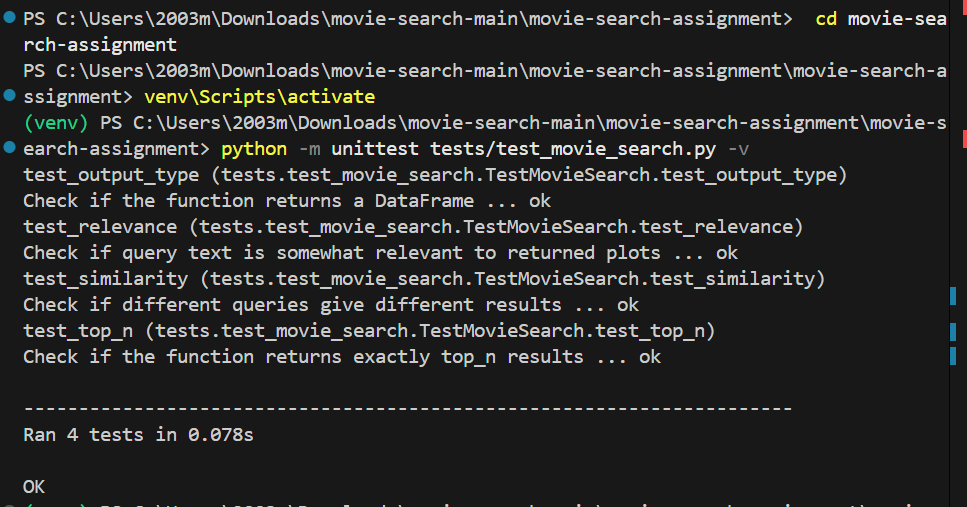 PS C:\Users\2003m\Downloads\movie-search-main\movie-search-assignment>  cd movie-sea
rch-assignment
PS C:\Users\2003m\Downloads\movie-search-main\movie-search-assignment\movie-search-a
ssignment> venv\Scripts\activate
(venv) PS C:\Users\2003m\Downloads\movie-search-main\movie-search-assignment\movie-s
earch-assignment> python -m unittest tests/test_movie_search.py -v
test_output_type (tests.test_movie_search.TestMovieSearch.test_output_type)
Check if the function returns a DataFrame ... ok
test_relevance (tests.test_movie_search.TestMovieSearch.test_relevance)
Check if query text is somewhat relevant to returned plots ... ok
test_similarity (tests.test_movie_search.TestMovieSearch.test_similarity)
Check if different queries give different results ... ok
test_top_n (tests.test_movie_search.TestMovieSearch.test_top_n)
Check if the function returns exactly top_n results ... ok
----------------------------------------------------------------------
Ran 4 tests in 0.078s
OK